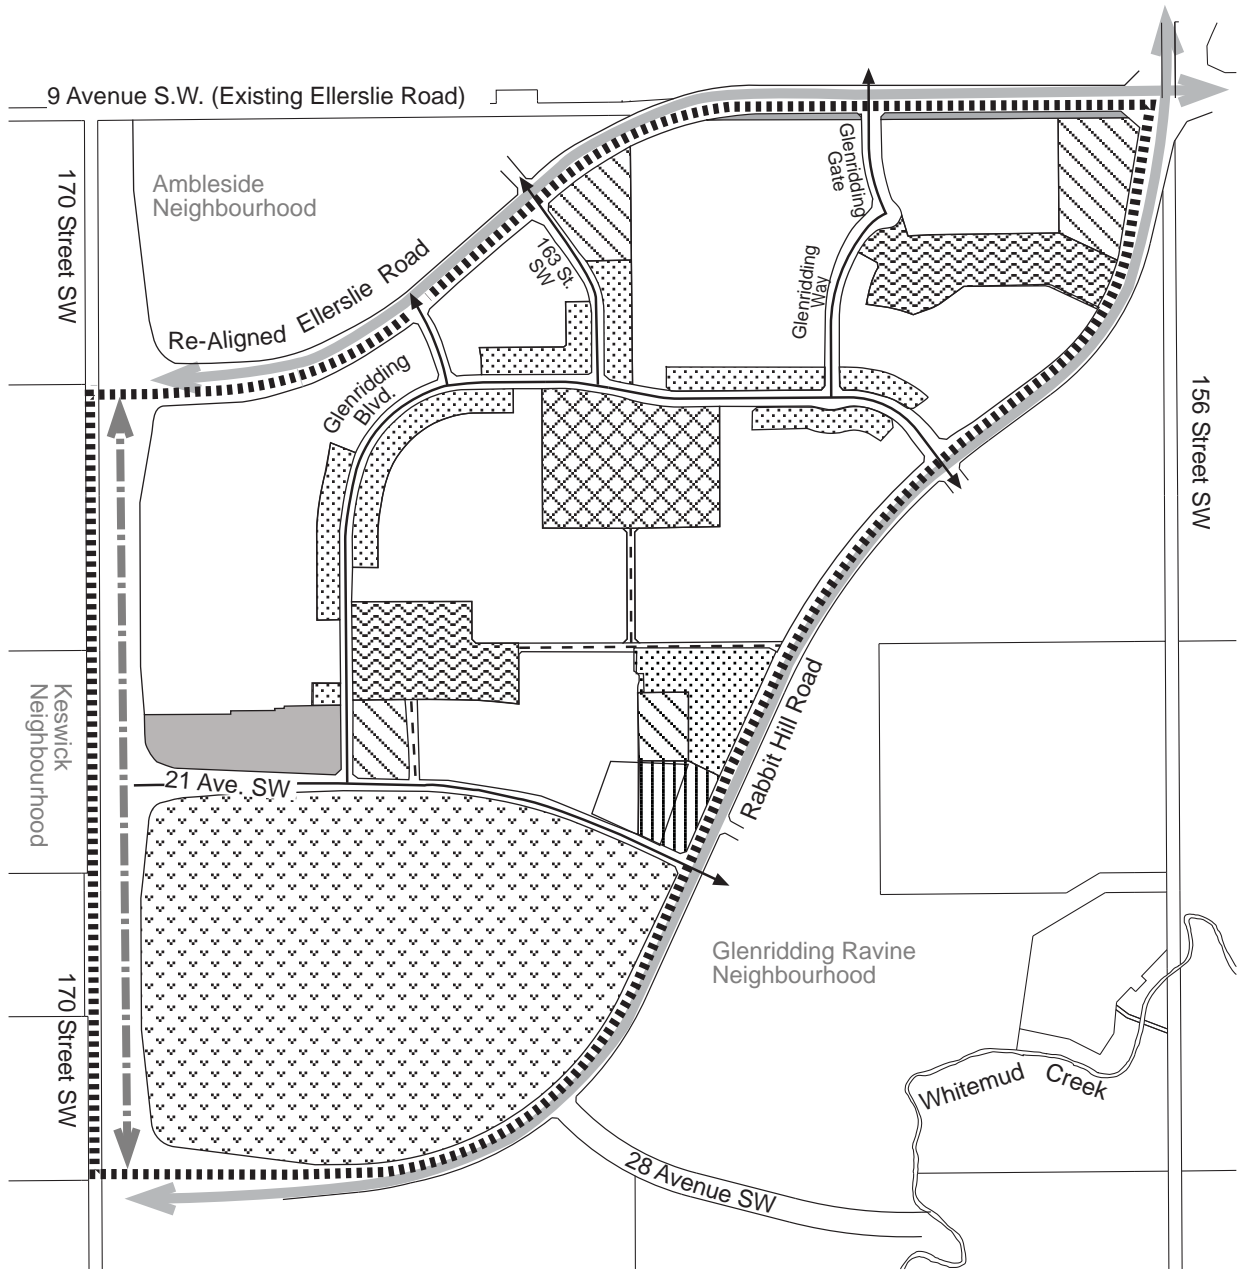 9 Avenue S.W. (Existing Ellerslie Road)
170 Street SW
Ambleside
Neighbourhood
Glenridding
Gate
163 St.
SW
Re-Aligned Ellerslie Road
Glenridding
Way
Glenridding
Blvd.
156 Street SW
Keswick
Neighbourhood
Rabbit Hill Road
21 Ave. SW
Glenridding Ravine
Neighbourhood
170 Street SW
Whitemud Creek
28 Avenue SW